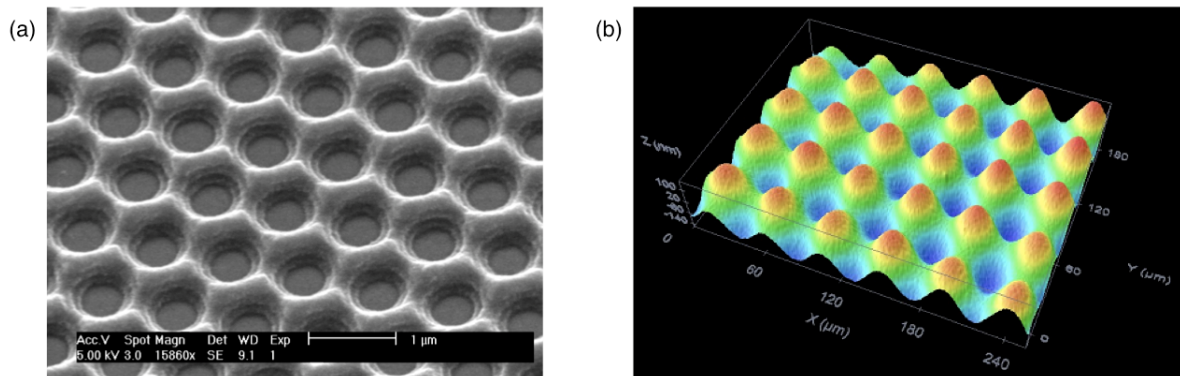 (a)
Acc.V Spot Magn Det WD Exp
5.00 kV 3.0 15860x SE 9.1 1
1 µm
(b)
Z (nm)
100
20
-60
-140
0
60
120
180
240
X (µm)
0
60
120
180
Y (µm)